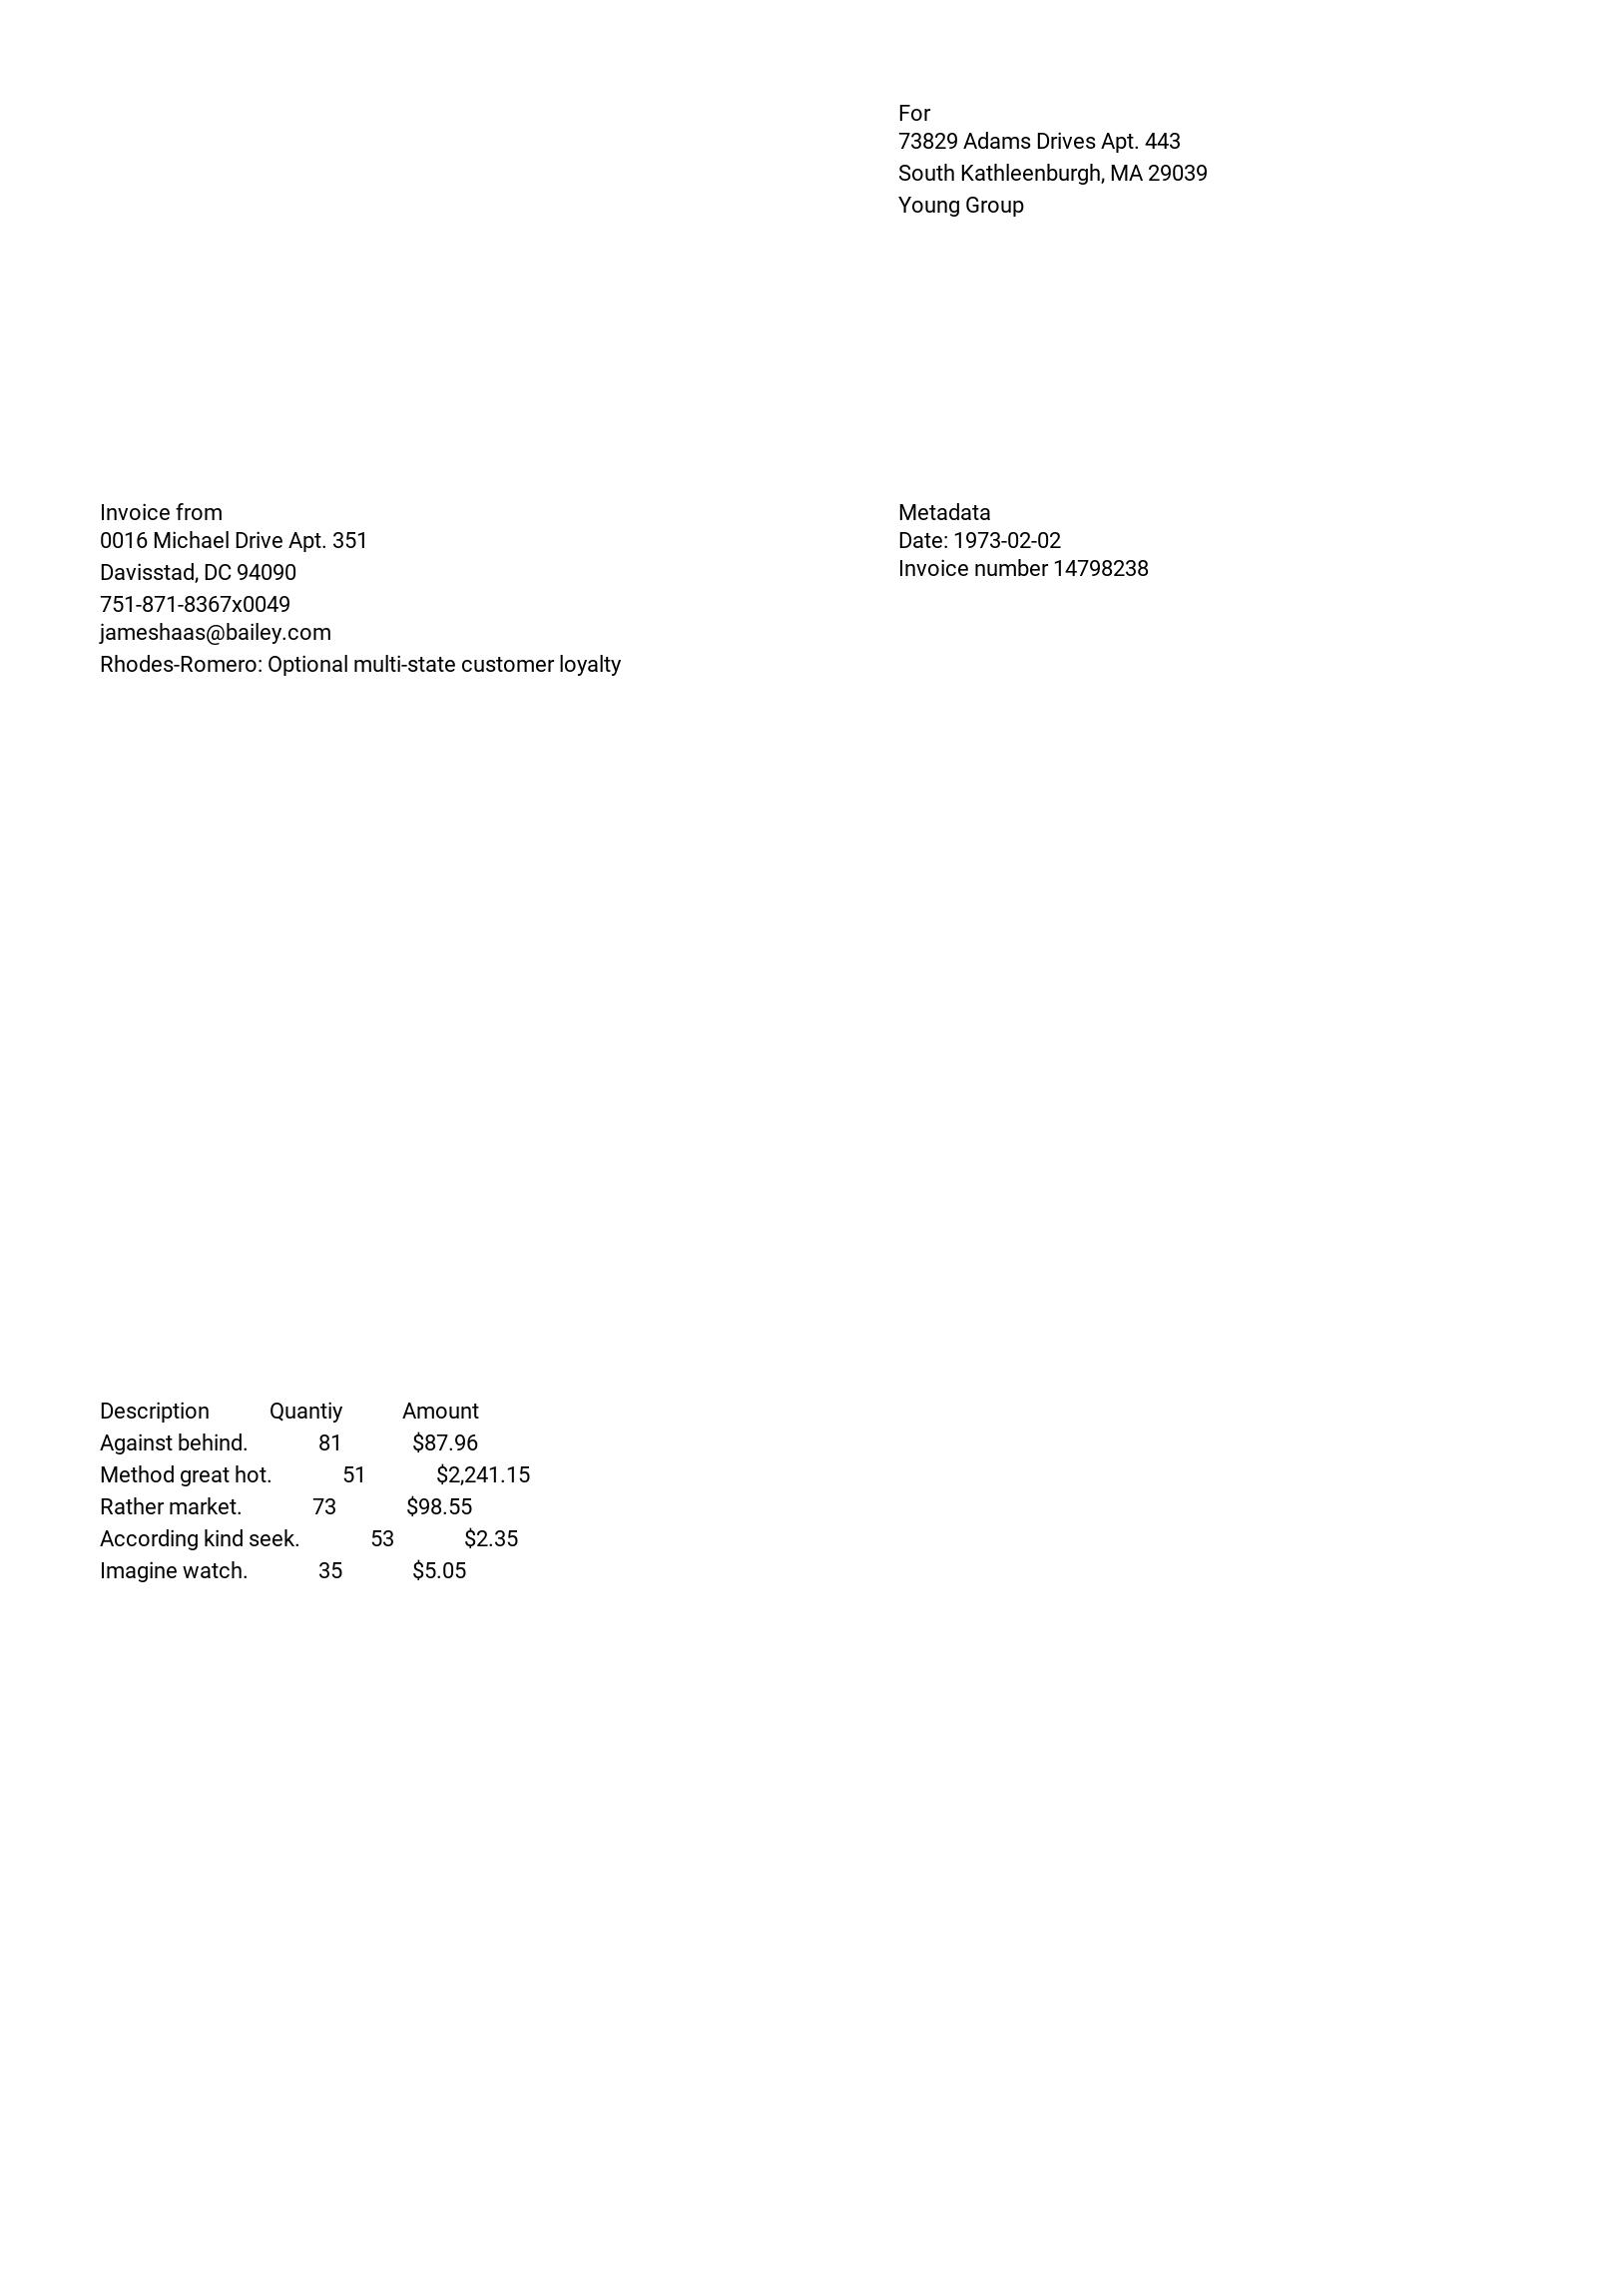 For
73829 Adams Drives Apt. 443
South Kathleenburgh, MA 29039
Young Group
Invoice from
0016 Michael Drive Apt. 351
Davisstad, DC 94090
751-871-8367x0049
jameshaas@bailey.com
Rhodes-Romero: Optional multi-state customer loyalty
Metadata
Date: 1973-02-02
Invoice number 14798238
Description Quantiy Amount
Against behind. 81 $87.96
Method great hot. 51 $2,241.15
Rather market. 73 $98.55
According kind seek. 53 $2.35
Imagine watch. 35 $5.05